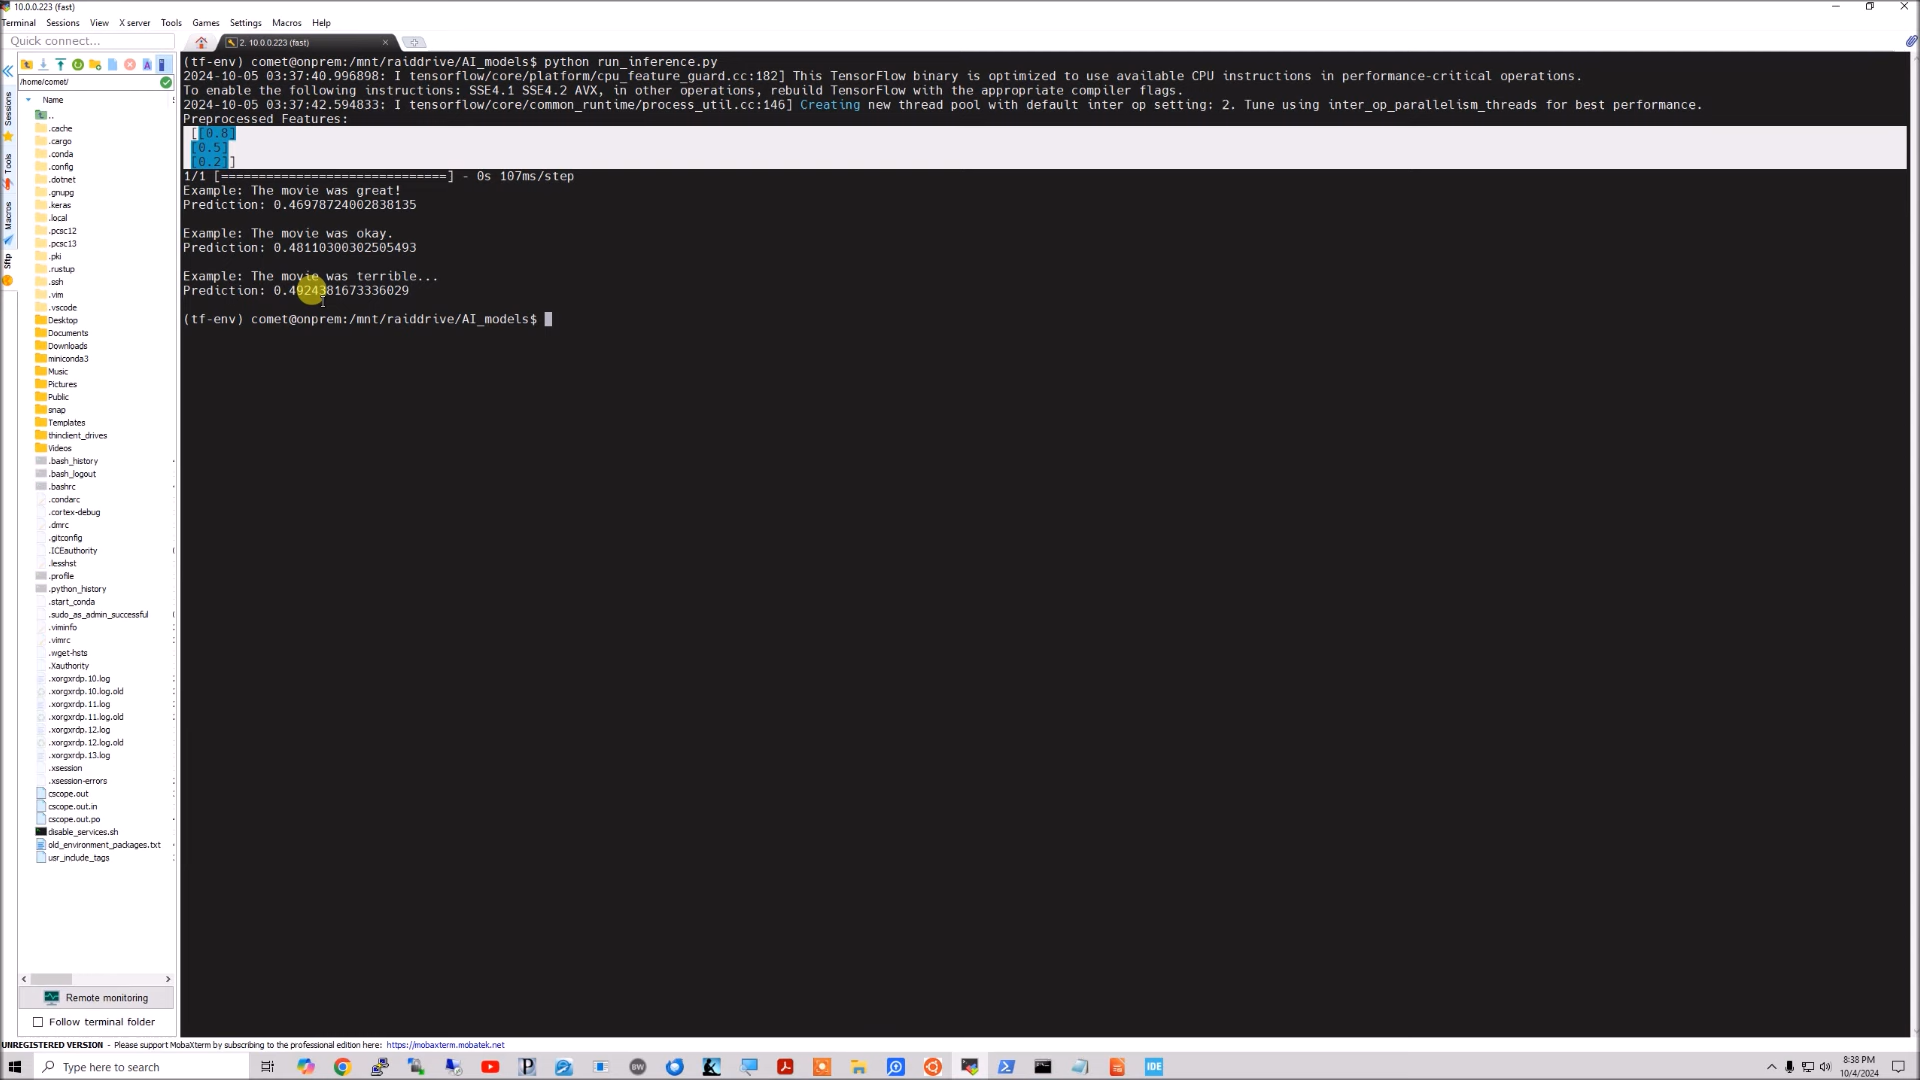 10.0.0.223 (fast)
Terminal Sessions View X server Tools Games Settings Macros Help
Quick connect...
2. 10.0.0.223 (fast)
/home/comet/
Name
..
.cache
.cargo
.conda
.config
.dotnet
.gnupg
.keras
.local
.pcsc12
.pcsc13
.pki
.rustup
.ssh
.vim
.vscode
Desktop
Documents
Downloads
miniconda3
Music
Pictures
Public
snap
Templates
thinclient_drives
Videos
.bash_history
.bash_logout
.bashrc
.condarc
.cortex-debug
.dmrc
.gitconfig
.ICEauthority
.lesshst
.profile
.python_history
.start_conda
.sudo_as_admin_successful
.viminfo
.vimrc
.wget-hsts
.Xauthority
.xorgxrdp.10.log
.xorgxrdp.10.log.old
.xorgxrdp.11.log
.xorgxrdp.11.log.old
.xorgxrdp.12.log
.xorgxrdp.12.log.old
.xorgxrdp.13.log
.xsession
.xsession-errors
cscope.out
cscope.out.in
cscope.out.po
disable_services.sh
old_environment_packages.txt
usr_include_tags
Sessions
Tools
Macros
Sftp
Remote monitoring
Follow terminal folder
(tf-env) comet@onprem:/mnt/raiddrive/AI_models$ python run_inference.py
2024-10-05 03:37:40.996898: I tensorflow/core/platform/cpu_feature_guard.cc:182] This TensorFlow binary is optimized to use available CPU instructions in performance-critical operations.
To enable the following instructions: SSE4.1 SSE4.2 AVX, in other operations, rebuild TensorFlow with the appropriate compiler flags.
2024-10-05 03:37:42.594833: I tensorflow/core/common_runtime/process_util.cc:146] Creating new thread pool with default inter op setting: 2. Tune using inter_op_parallelism_threads for best performance.
Preprocessed Features:
[[0.8]
[0.5]
[0.2]]
1/1 [==============================] - 0s 107ms/step
Example: The movie was great!
Prediction: 0.46978724002838135
Example: The movie was okay.
Prediction: 0.48110300302505493
Example: The movie was terrible...
Prediction: 0.4924381673336029
(tf-env) comet@onprem:/mnt/raiddrive/AI_models$
UNREGISTERED VERSION - Please support MobaXterm by subscribing to the professional edition here: https://mobaxterm.mobatek.net
Type here to search
BW
IDE
8:38 PM
10/4/2024